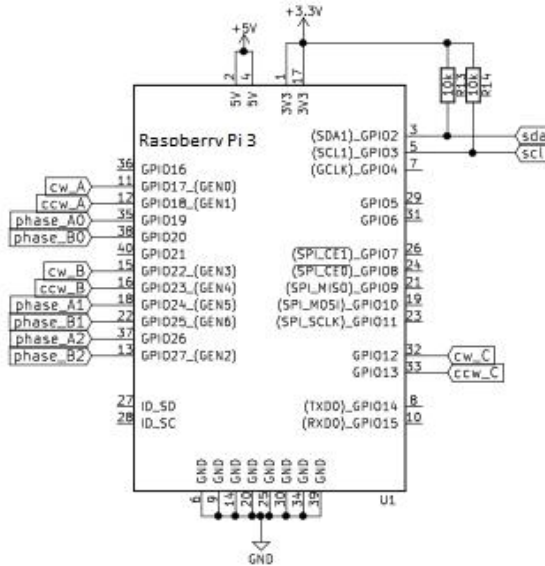 +5V
+3.3V
2
4
1
17
5V
5V
3V3
3V3
10k
R13
10k
R14
Raspberry Pi 3
(SDA1)_GPIO2
3
sda
(SCL1)_GPIO3
5
scl
36
GPIO16
(GCLK)_GPIO4
7
cw_A
11
GPIO17_(GEN0)
ccw_A
12
GPIO18_(GEN1)
GPIO5
29
phase_A0
35
GPIO19
GPIO6
31
phase_B0
38
GPIO20
40
GPIO21
(SPI_CE1)_GPIO7
26
cw_B
15
GPIO22_(GEN3)
(SPI_CE0)_GPIO8
24
ccw_B
16
GPIO23_(GEN4)
(SPI_MISO)_GPIO9
21
phase_A1
18
GPIO24_(GEN5)
(SPI_MOSI)_GPIO10
19
phase_B1
22
GPIO25_(GEN6)
(SPI_SCLK)_GPIO11
23
phase_A2
37
GPIO26
phase_B2
13
GPIO27_(GEN2)
GPIO12
32
cw_C
GPIO13
33
ccw_C
27
ID_SD
(TXD0)_GPIO14
8
28
ID_SC
(RXD0)_GPIO15
10
GND
GND
GND
GND
GND
GND
GND
GND
6
9
14
20
25
30
34
39
U1
GND